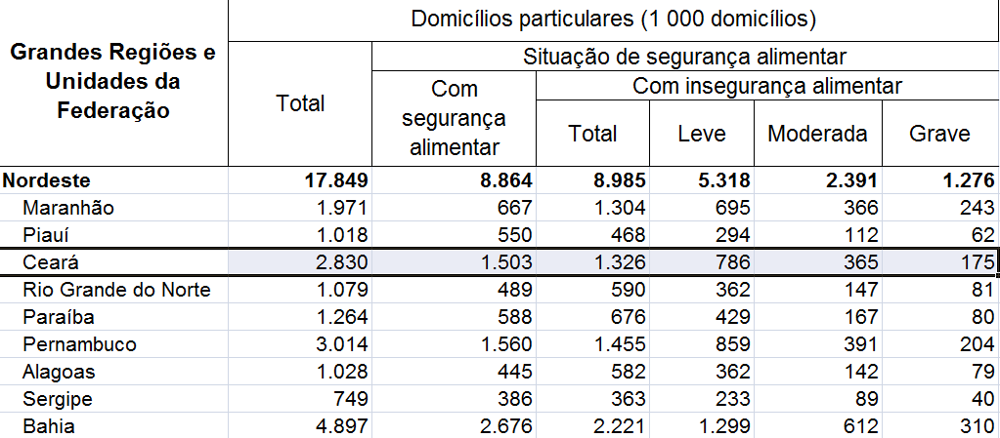 Grandes Regiões e
Unidades da
Federação
Domicílios particulares (1 000 domicílios)
Total
Situação de segurança alimentar
Com
segurança
alimentar
Com insegurança alimentar
Total Leve Moderada Grave
Nordeste 17.849 8.864 8.985 5.318 2.391 1.276
Maranhão 1.971 667 1.304 695 366 243
Piauí 1.018 550 468 294 112 62
Ceará 2.830 1.503 1.326 786 365 175
Rio Grande do Norte 1.079 489 590 362 147 81
Paraíba 1.264 588 676 429 167 80
Pernambuco 3.014 1.560 1.455 859 391 204
Alagoas 1.028 445 582 362 142 79
Sergipe 749 386 363 233 89 40
Bahia 4.897 2.676 2.221 1.299 612 310